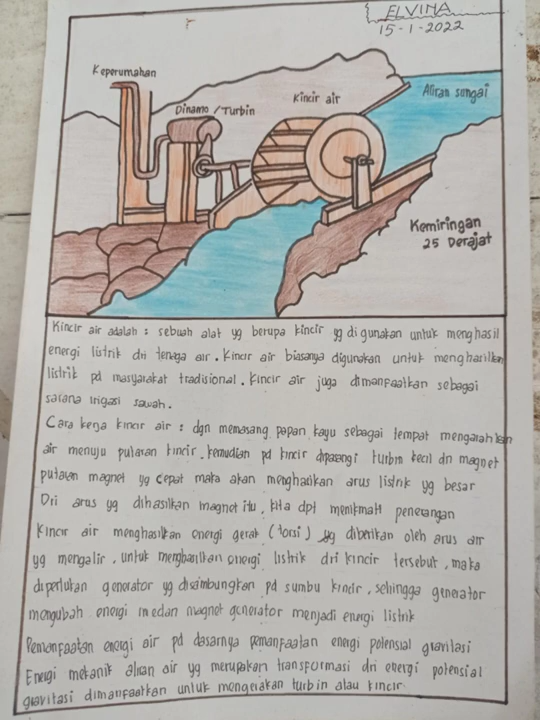 ELVINA
15-1-2022
Keperumahan
Dinamo / Turbin
Kincir air
Aliran sungai
Kemiringan
25 Derajat
Kincir air adalah : sebuah alat yg berupa kincir yg digunakan untuk menghasil
energi listrik dri tenaga air. Kincir air biasanya digunakan untuk menghasilkan
listrik pd masyarakat tradisional. Kincir air juga dimanfaatkan sebagai
sarana irigasi sawah.
Cara kerja kincir air : dgn memasang papan kayu sebagai tempat mengarahkan
air menuju putaran kincir. kemudian pd kincir dipasangi turbin kecil dn magnet
putaran magnet yg cepat maka akan menghasilkan arus listrik yg besar
Dri arus yg dihasilkan magnet itu, kita dpt menikmati penerangan
Kincir air menghasilkan energi gerak (torsi) yg diberikan oleh arus air
yg mengalir, untuk menghasilkan energi listrik dri kincir tersebut, maka
diperlukan generator yg disambungkan pd sumbu kincir, sehingga generator
mengubah energi medan magnet generator menjadi energi listrik
Pemanfaatan energi air pd dasarnya pemanfaatan energi potensial gravitasi
Energi mekanik aliran air yg merupakan transformasi dri energi potensial
gravitasi dimanfaatkan untuk mengerakan turbin atau kincir.